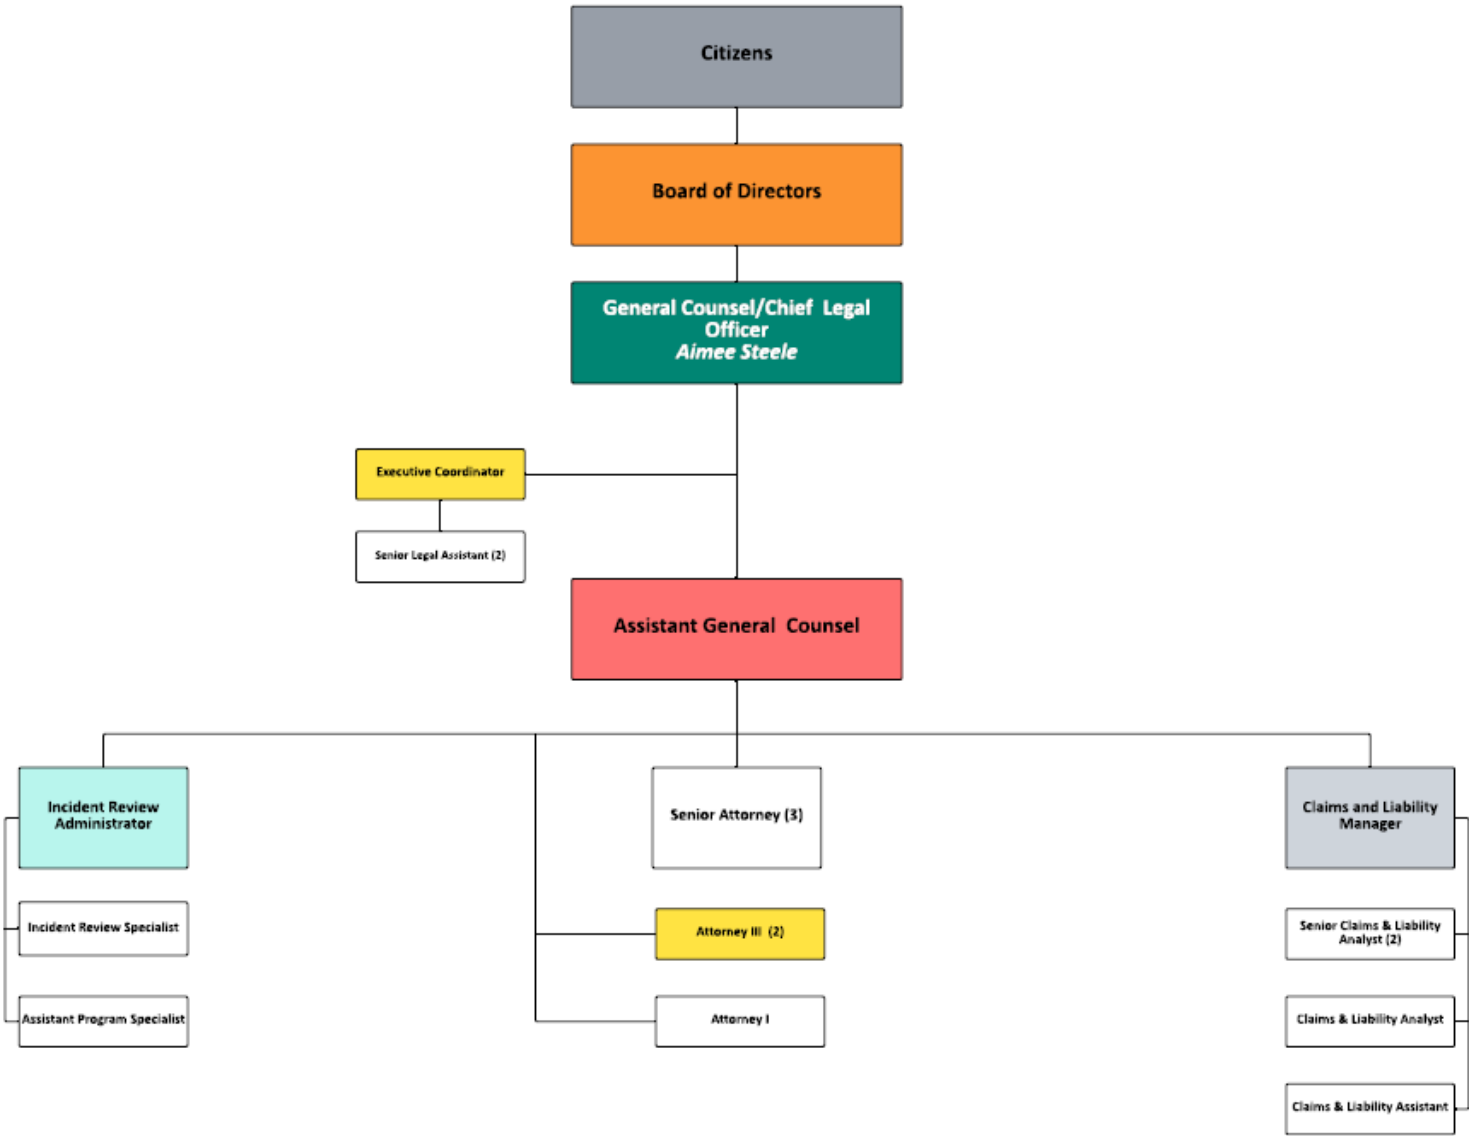 Citizens
Board of Directors
General Counsel/Chief Legal
Officer
Aimee Steele
Executive Coordinator
Senior Legal Assistant (2)
Assistant General Counsel
Incident Review
Administrator
Incident Review Specialist
Assistant Program Specialist
Senior Attorney (3)
Attorney III (2)
Attorney I
Claims and Liability
Manager
Senior Claims & Liability
Analyst (2)
Claims & Liability Analyst
Claims & Liability Assistant